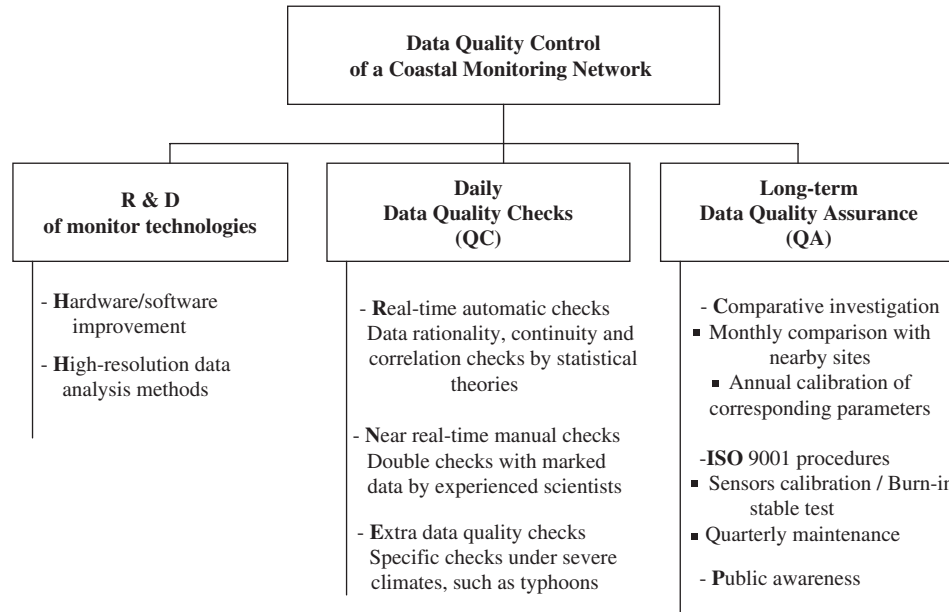 Data Quality Control
of a Coastal Monitoring Network
R & D
of monitor technologies
- Hardware/software
improvement
- High-resolution data
analysis methods
Daily
Data Quality Checks
(QC)
- Real-time automatic checks
Data rationality, continuity and
correlation checks by statistical
theories
- Near real-time manual checks
Double checks with marked
data by experienced scientists
- Extra data quality checks
Specific checks under severe
climates, such as typhoons
Long-term
Data Quality Assurance
(QA)
- Comparative investigation
▪ Monthly comparison with
nearby sites
▪ Annual calibration of
corresponding parameters
-ISO 9001 procedures
▪ Sensors calibration / Burn-in
stable test
▪ Quarterly maintenance
- Public awareness